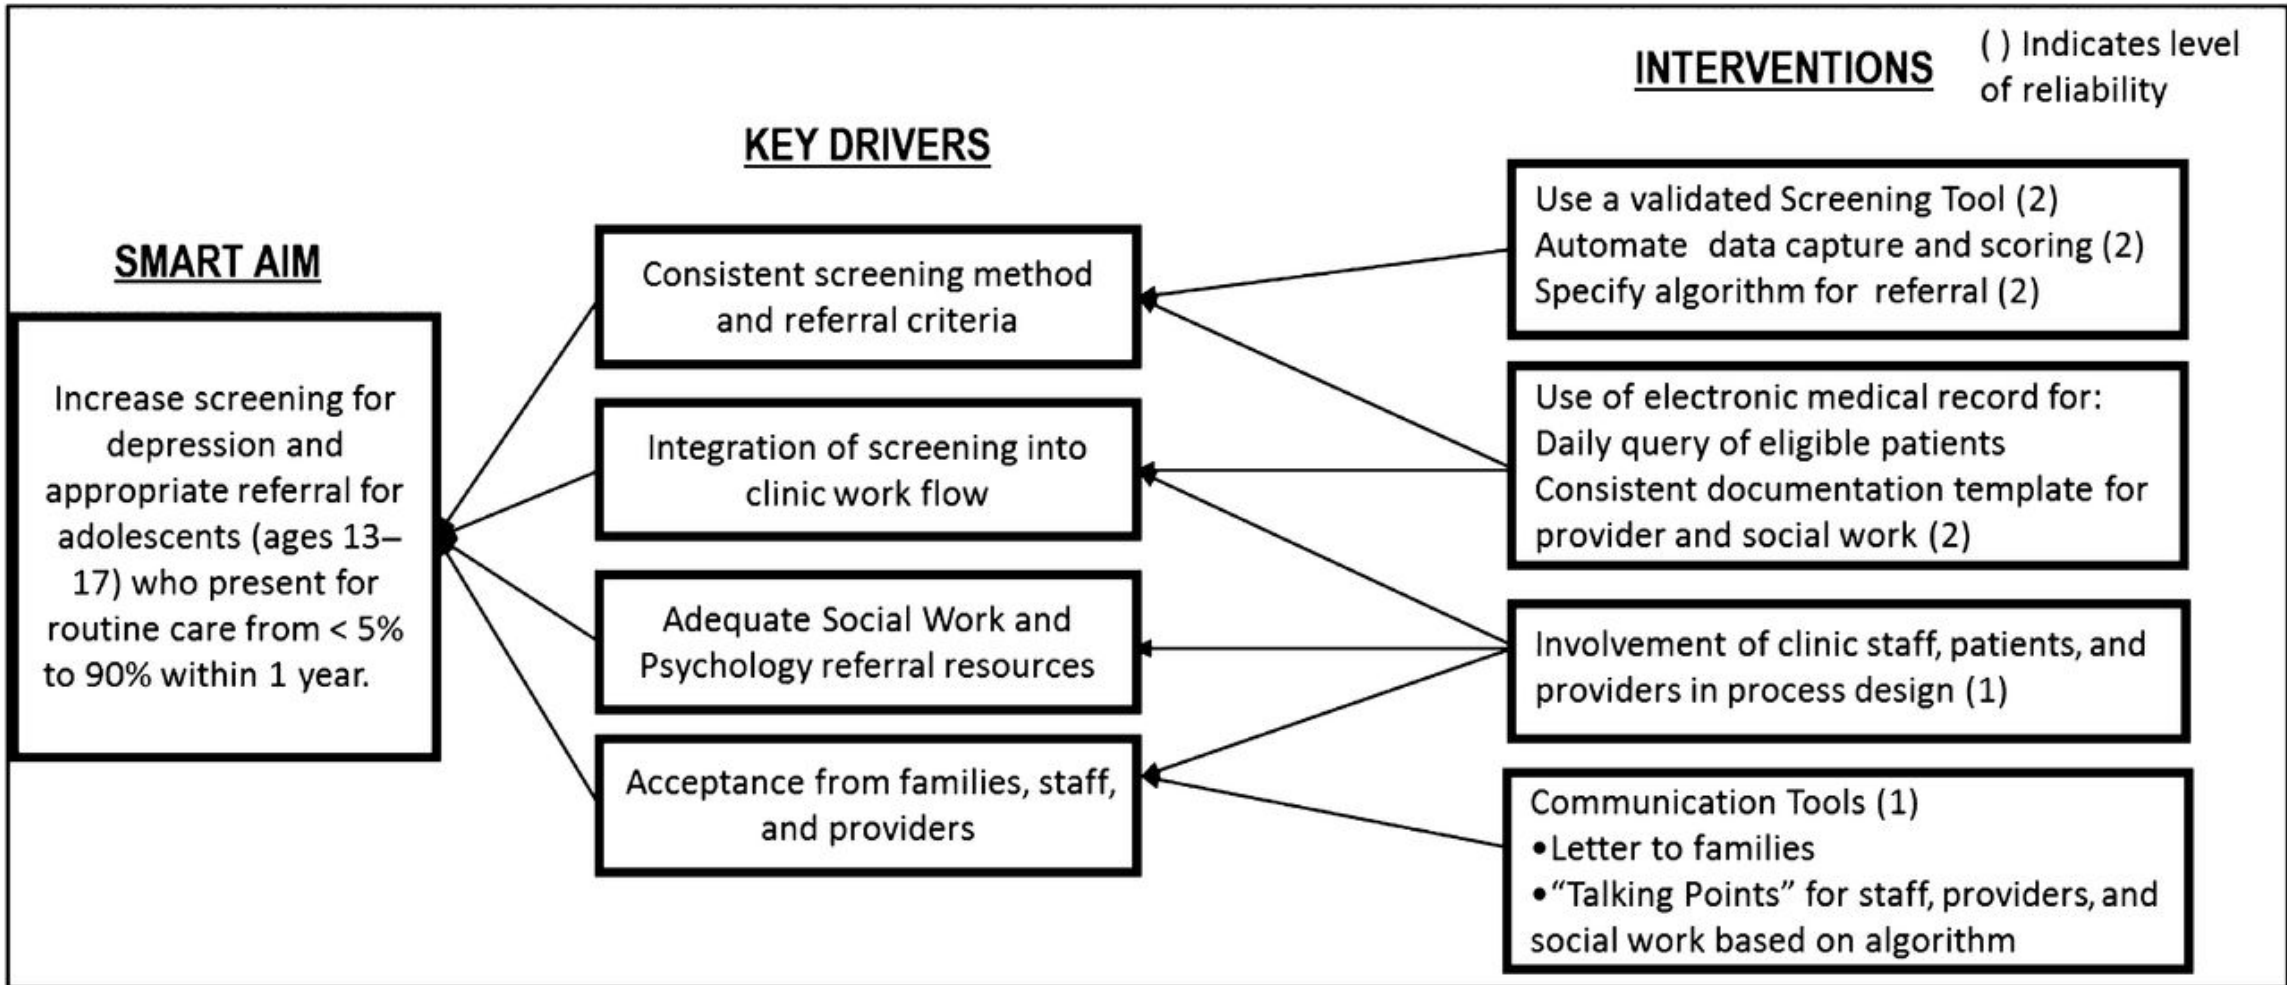 SMART AIM
Increase screening for
depression and
appropriate referral for
adolescents (ages 13–
17) who present for
routine care from < 5%
to 90% within 1 year.
KEY DRIVERS
Consistent screening method
and referral criteria
Integration of screening into
clinic work flow
Adequate Social Work and
Psychology referral resources
Acceptance from families, staff,
and providers
INTERVENTIONS
( ) Indicates level
of reliability
Use a validated Screening Tool (2)
Automate data capture and scoring (2)
Specify algorithm for referral (2)
Use of electronic medical record for:
Daily query of eligible patients
Consistent documentation template for
provider and social work (2)
Involvement of clinic staff, patients, and
providers in process design (1)
Communication Tools (1)
•Letter to families
•“Talking Points” for staff, providers, and
social work based on algorithm